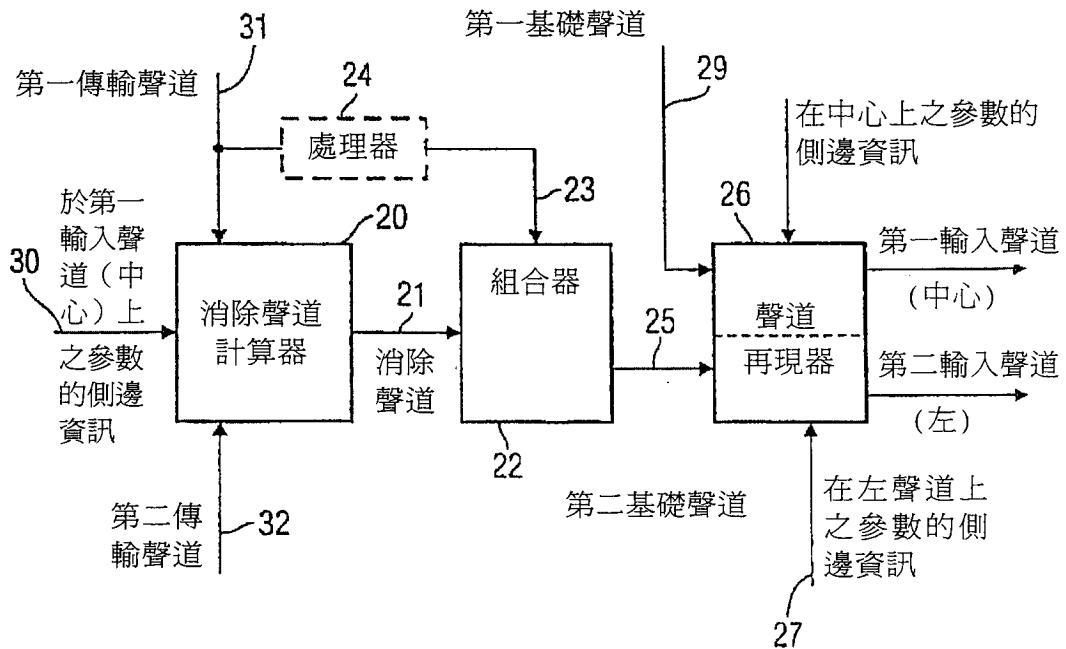 31
第一基礎聲道
第一傳輸聲道
24
處理器
29
在中心上之參數的
側邊資訊
23
於第一
輸入聲
道(中
心)上
之參數
的側邊
資訊
30
20
消除聲道
計算器
21
消除
聲道
組合器
22
25
26
聲道
再現器
第一輸入聲道
(中心)
第二輸入聲道
(左)
第二傳
輸聲道
32
第二基礎聲道
在左聲道上
之參數的側
邊資訊
27